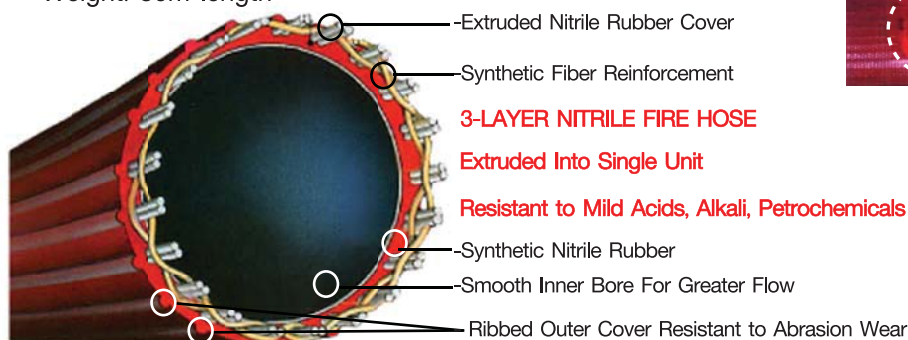 -Extruded Nitrile Rubber Cover
-Synthetic Fiber Reinforcement
3-LAYER NITRILE FIRE HOSE
Extruded Into Single Unit
Resistant to Mild Acids, Alkali, Petrochemicals
-Synthetic Nitrile Rubber
-Smooth Inner Bore For Greater Flow
-Ribbed Outer Cover Resistant to Abrasion Wear